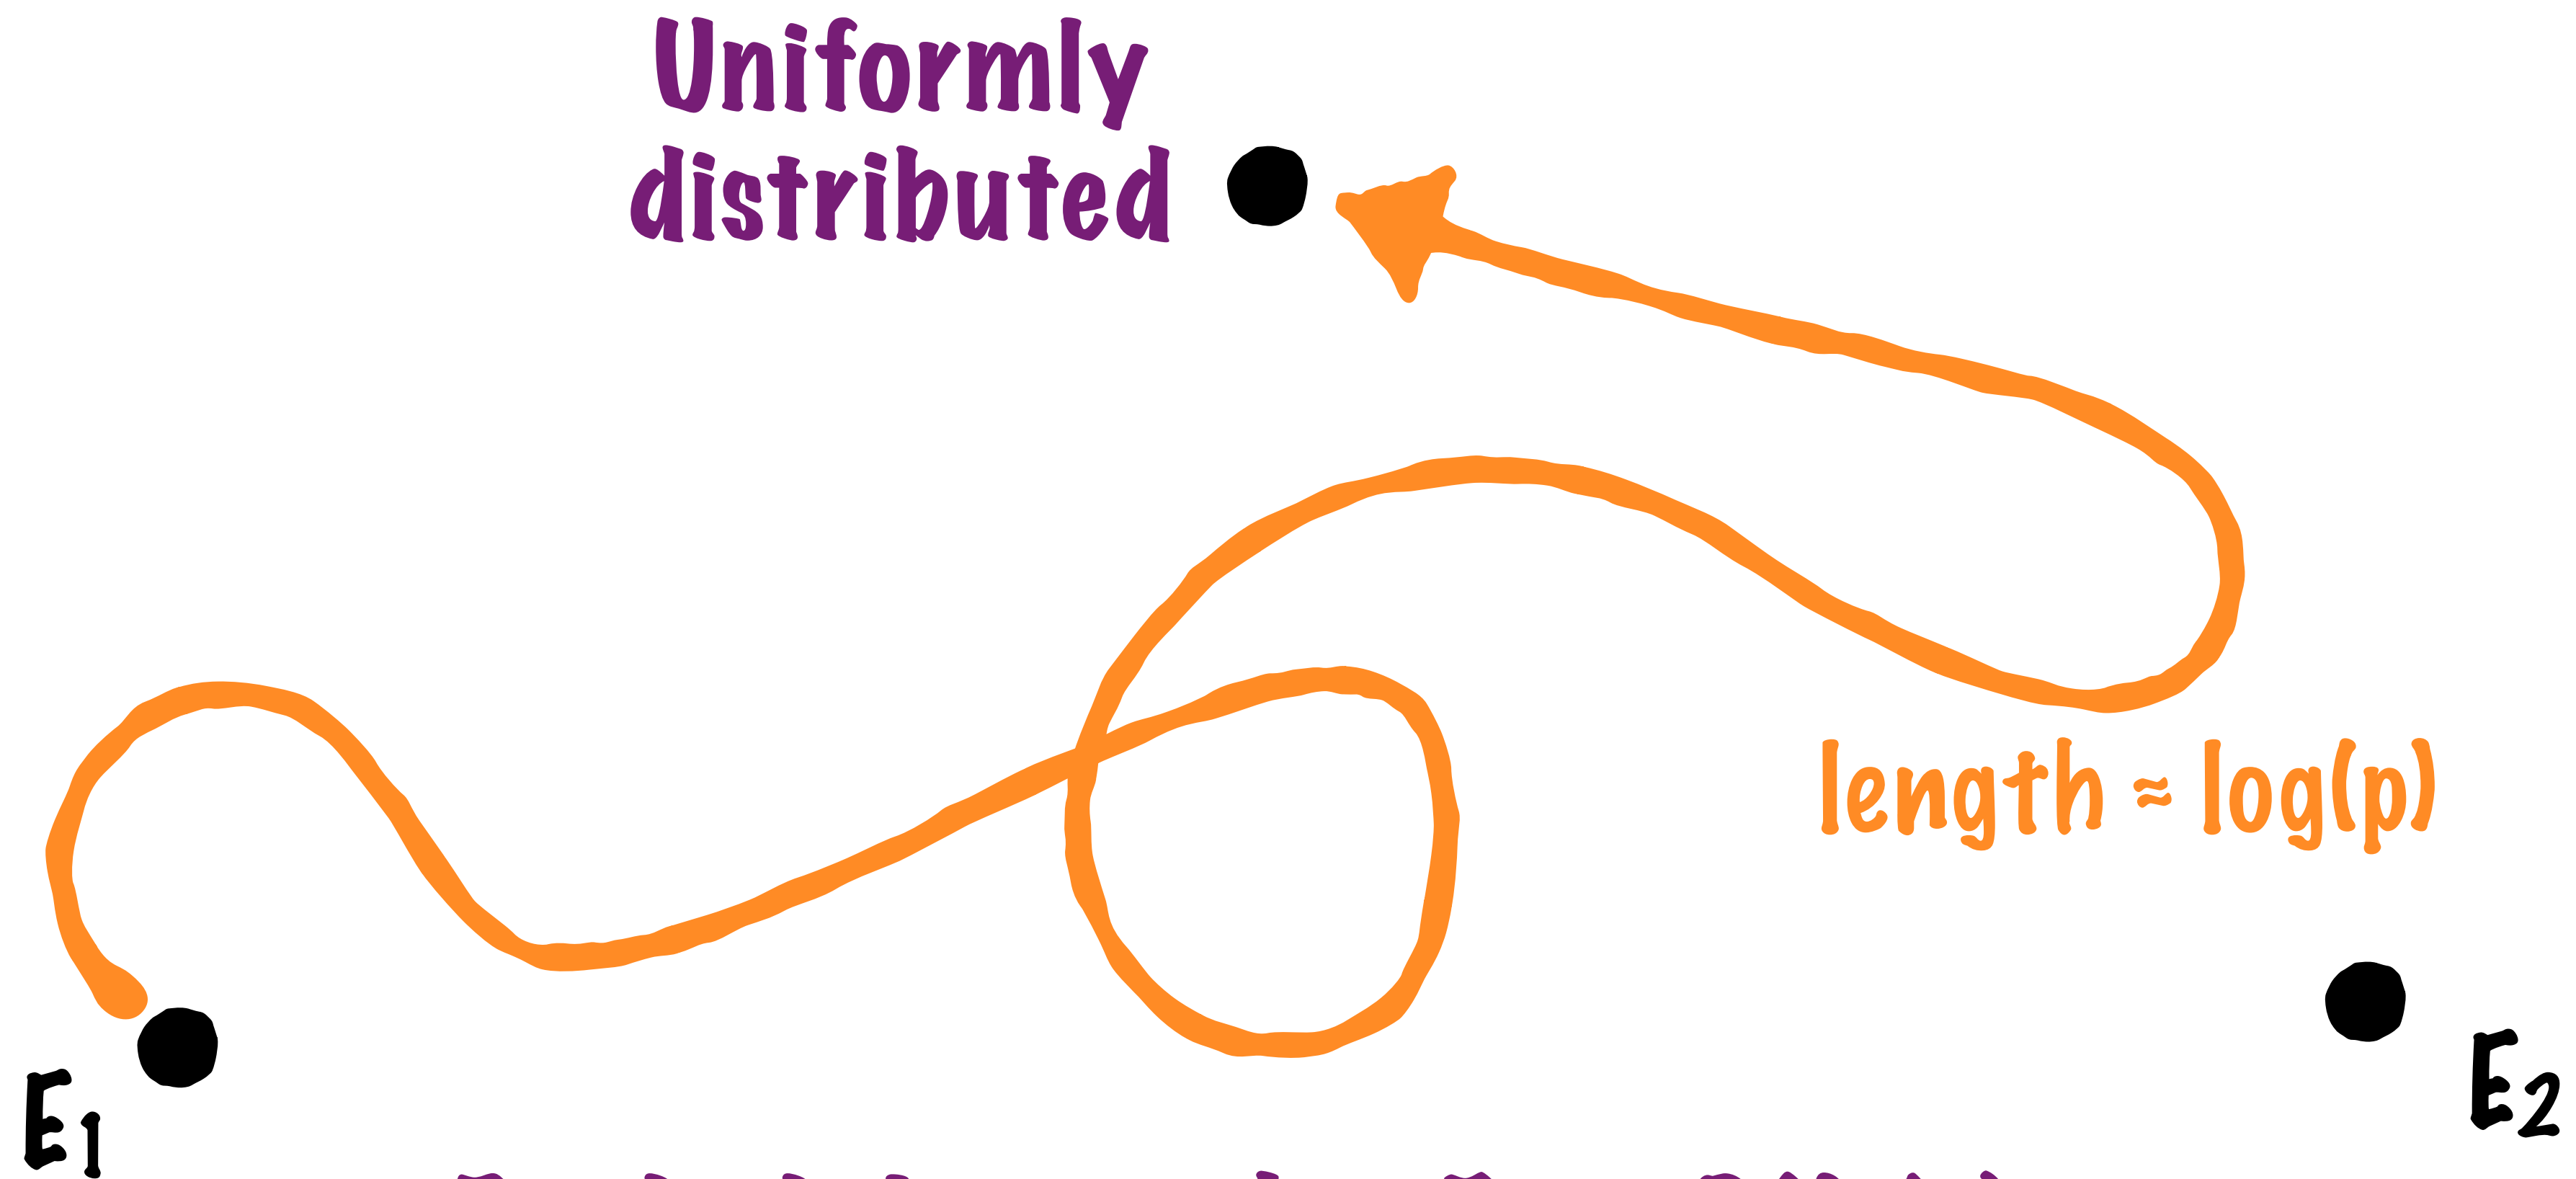 Uniformly
distributed
length ≈ log(p)
E1
E2